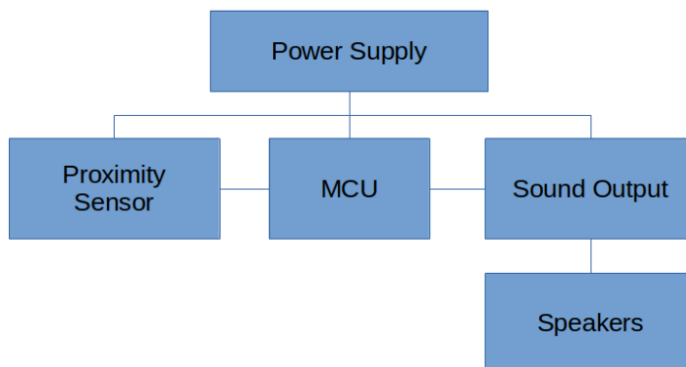 Power Supply
Proximity
Sensor
MCU
Sound Output
Speakers